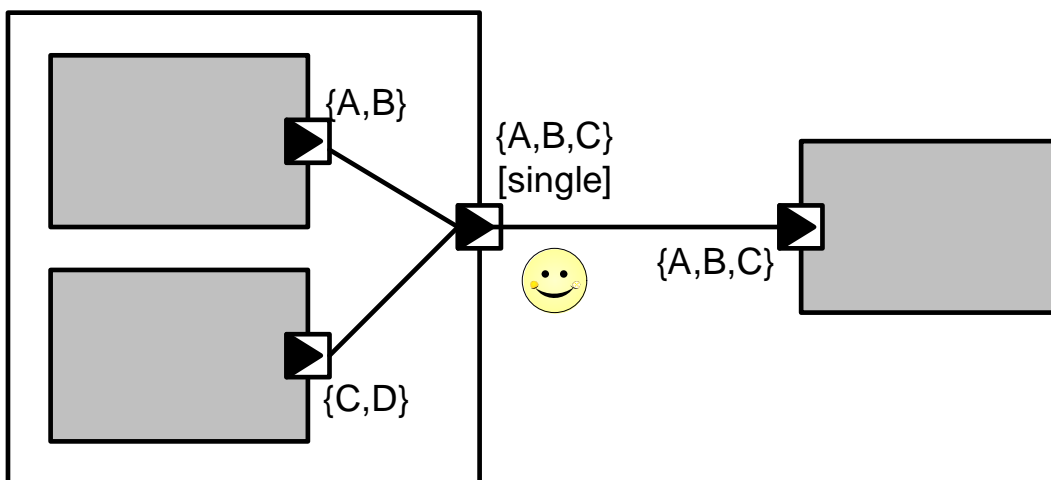 {A,B}
{A,B,C}
[single]
{A,B,C}
{C,D}